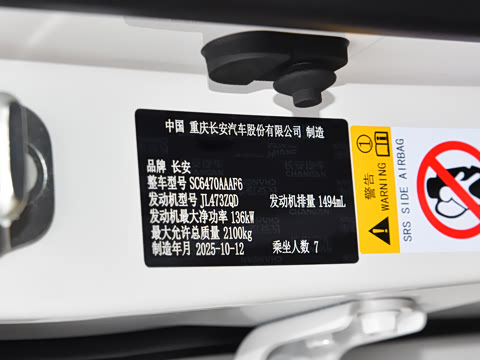 中国 重庆长安汽车股份有限公司 制造
品牌 长安
整车型号 SC6470AAAF6
发动机型号 JL473ZQD 发动机排量 1494mL
发动机最大净功率 136kW
最大允许总质量 2100kg
制造年月 2025-10-12 乘坐人数 7
警告
WARNING
SRS SIDE AIRBAG